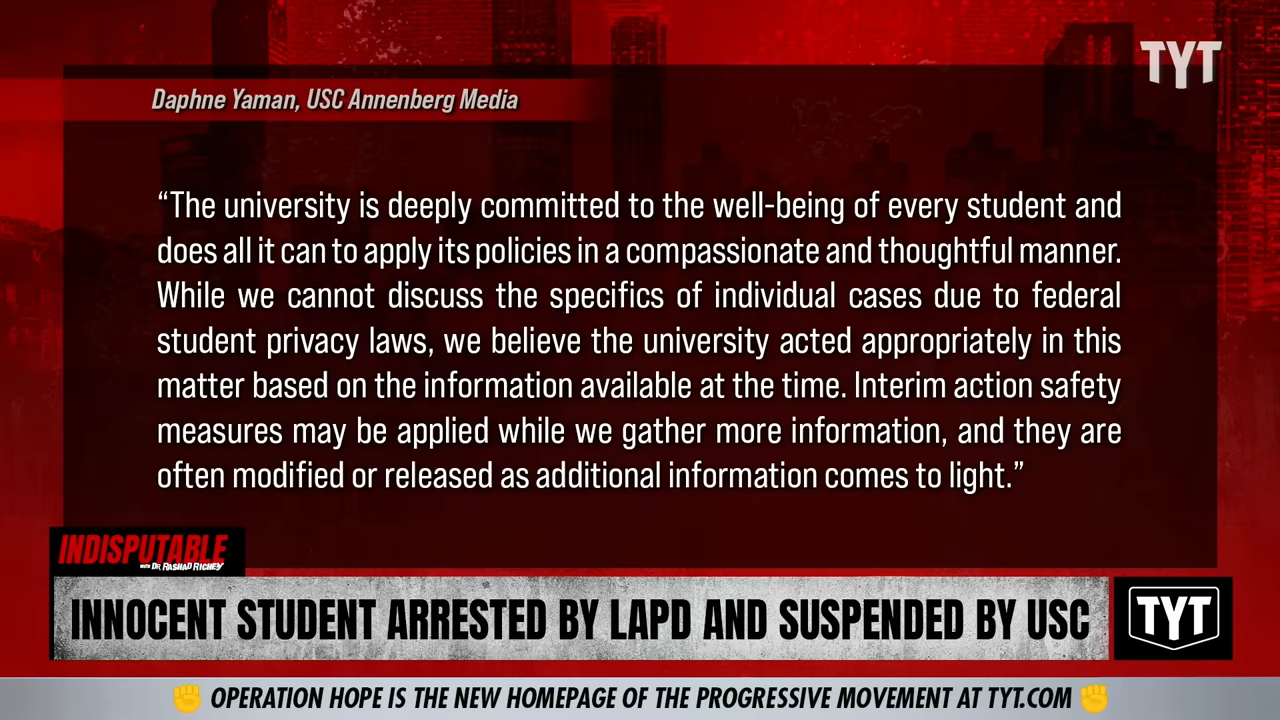 TYT
Daphne Yaman, USC Annenberg Media
“The university is deeply committed to the well-being of every student and
does all it can to apply its policies in a compassionate and thoughtful manner.
While we cannot discuss the specifics of individual cases due to federal
student privacy laws, we believe the university acted appropriately in this
matter based on the information available at the time. Interim action safety
measures may be applied while we gather more information, and they are
often modified or released as additional information comes to light.”
INDISPUTABLE
WITH DR. RASHAD RICHEY
INNOCENT STUDENT ARRESTED BY LAPD AND SUSPENDED BY USC
TYT
✊ OPERATION HOPE IS THE NEW HOMEPAGE OF THE PROGRESSIVE MOVEMENT AT TYT.COM ✊